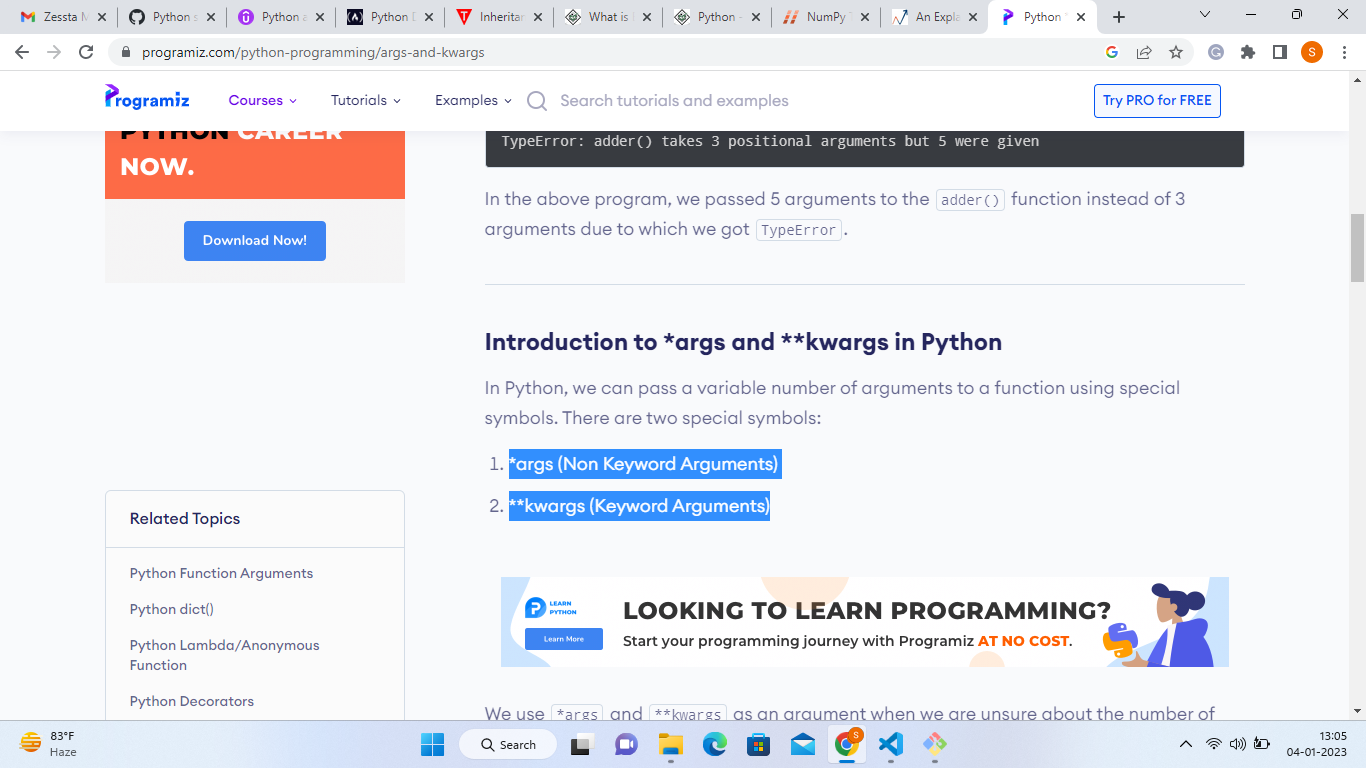 Zessta M
Python s
Python a
Python D
Inheritan
What is
Python -
NumPy
An Expla
Python
programiz.com/python-programming/args-and-kwargs
S
Programiz
Courses
Tutorials
Examples
Search tutorials and examples
Try PRO for FREE
PYTHON CAREER
NOW.
Download Now!
TypeError: adder() takes 3 positional arguments but 5 were given
In the above program, we passed 5 arguments to the adder() function instead of 3
arguments due to which we got TypeError.
Introduction to *args and **kwargs in Python
In Python, we can pass a variable number of arguments to a function using special
symbols. There are two special symbols:
1. *args (Non Keyword Arguments)
2. **kwargs (Keyword Arguments)
Related Topics
Python Function Arguments
Python dict()
Python Lambda/Anonymous
Function
Python Decorators
LEARN
PYTHON
Learn More
LOOKING TO LEARN PROGRAMMING?
Start your programming journey with Programiz AT NO COST.
We use *args and **kwargs as an argument when we are unsure about the number of
83°F
Haze
Search
S
13:05
04-01-2023